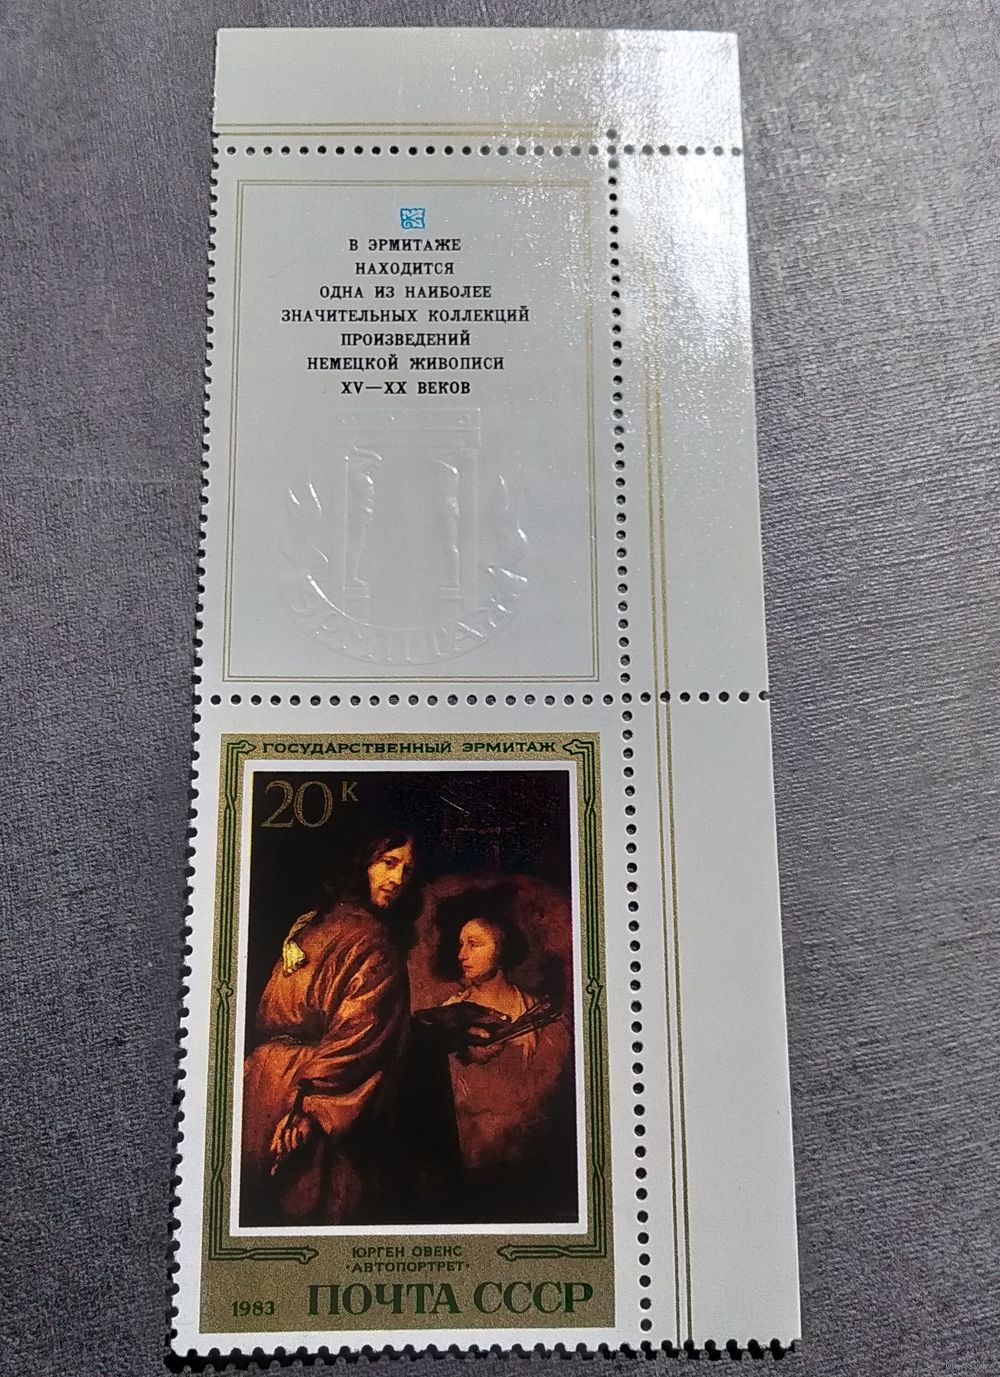 В ЭРМИТАЖЕ
НАХОДИТСЯ
ОДНА ИЗ НАИБОЛЕЕ
ЗНАЧИТЕЛЬНЫХ КОЛЛЕКЦИЙ
ПРОИЗВЕДЕНИЙ
НЕМЕЦКОЙ ЖИВОПИСИ
XV—XX ВЕКОВ
ЭРМИТАЖ
ГОСУДАРСТВЕННЫЙ ЭРМИТАЖ
20 К
ЮРГЕН ОВЕНС
·АВТОПОРТРЕТ·
1983 ПОЧТА СССР